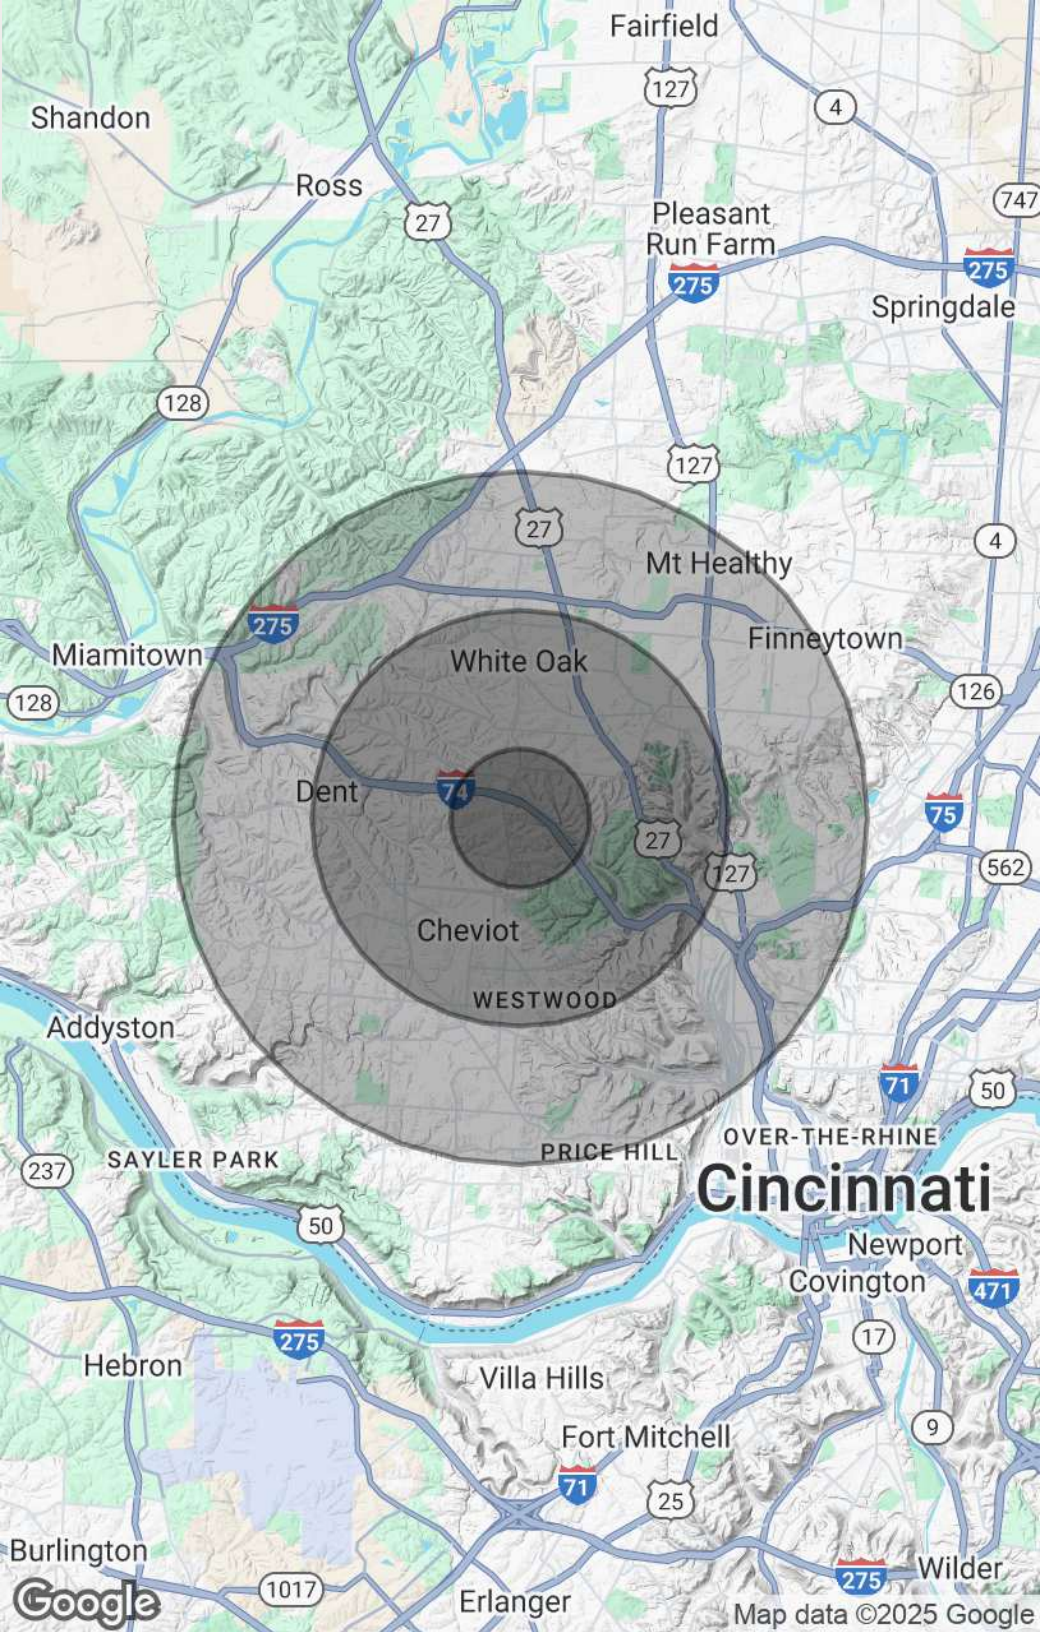 Fairfield
127
4
Shandon
Ross
747
27
Pleasant
Run Farm
275
275
Springdale
128
127
27
4
Mt Healthy
275
Finneytown
Miamitown
White Oak
128
126
Dent
74
75
27
562
127
Cheviot
WESTWOOD
Addyston
71
50
OVER-THE-RHINE
PRICE HILL
SAYLER PARK
237
Cincinnati
50
Newport
Covington
471
275
17
Hebron
Villa Hills
9
Fort Mitchell
71
25
Burlington
Wilder
275
1017
Erlanger
Google
Map data ©2025 Google